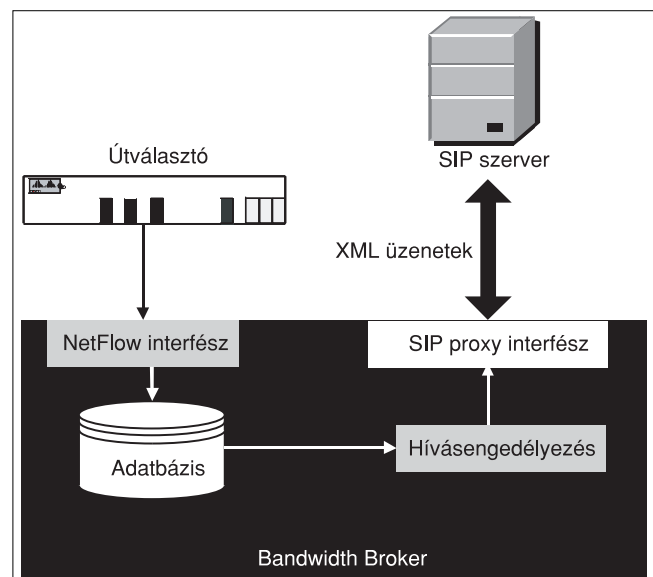 Útválasztó
SIP szerver
XML üzenetek
NetFlow interfész
SIP proxy interfész
Adatbázis
Hívásengedélyezés
Bandwidth Broker